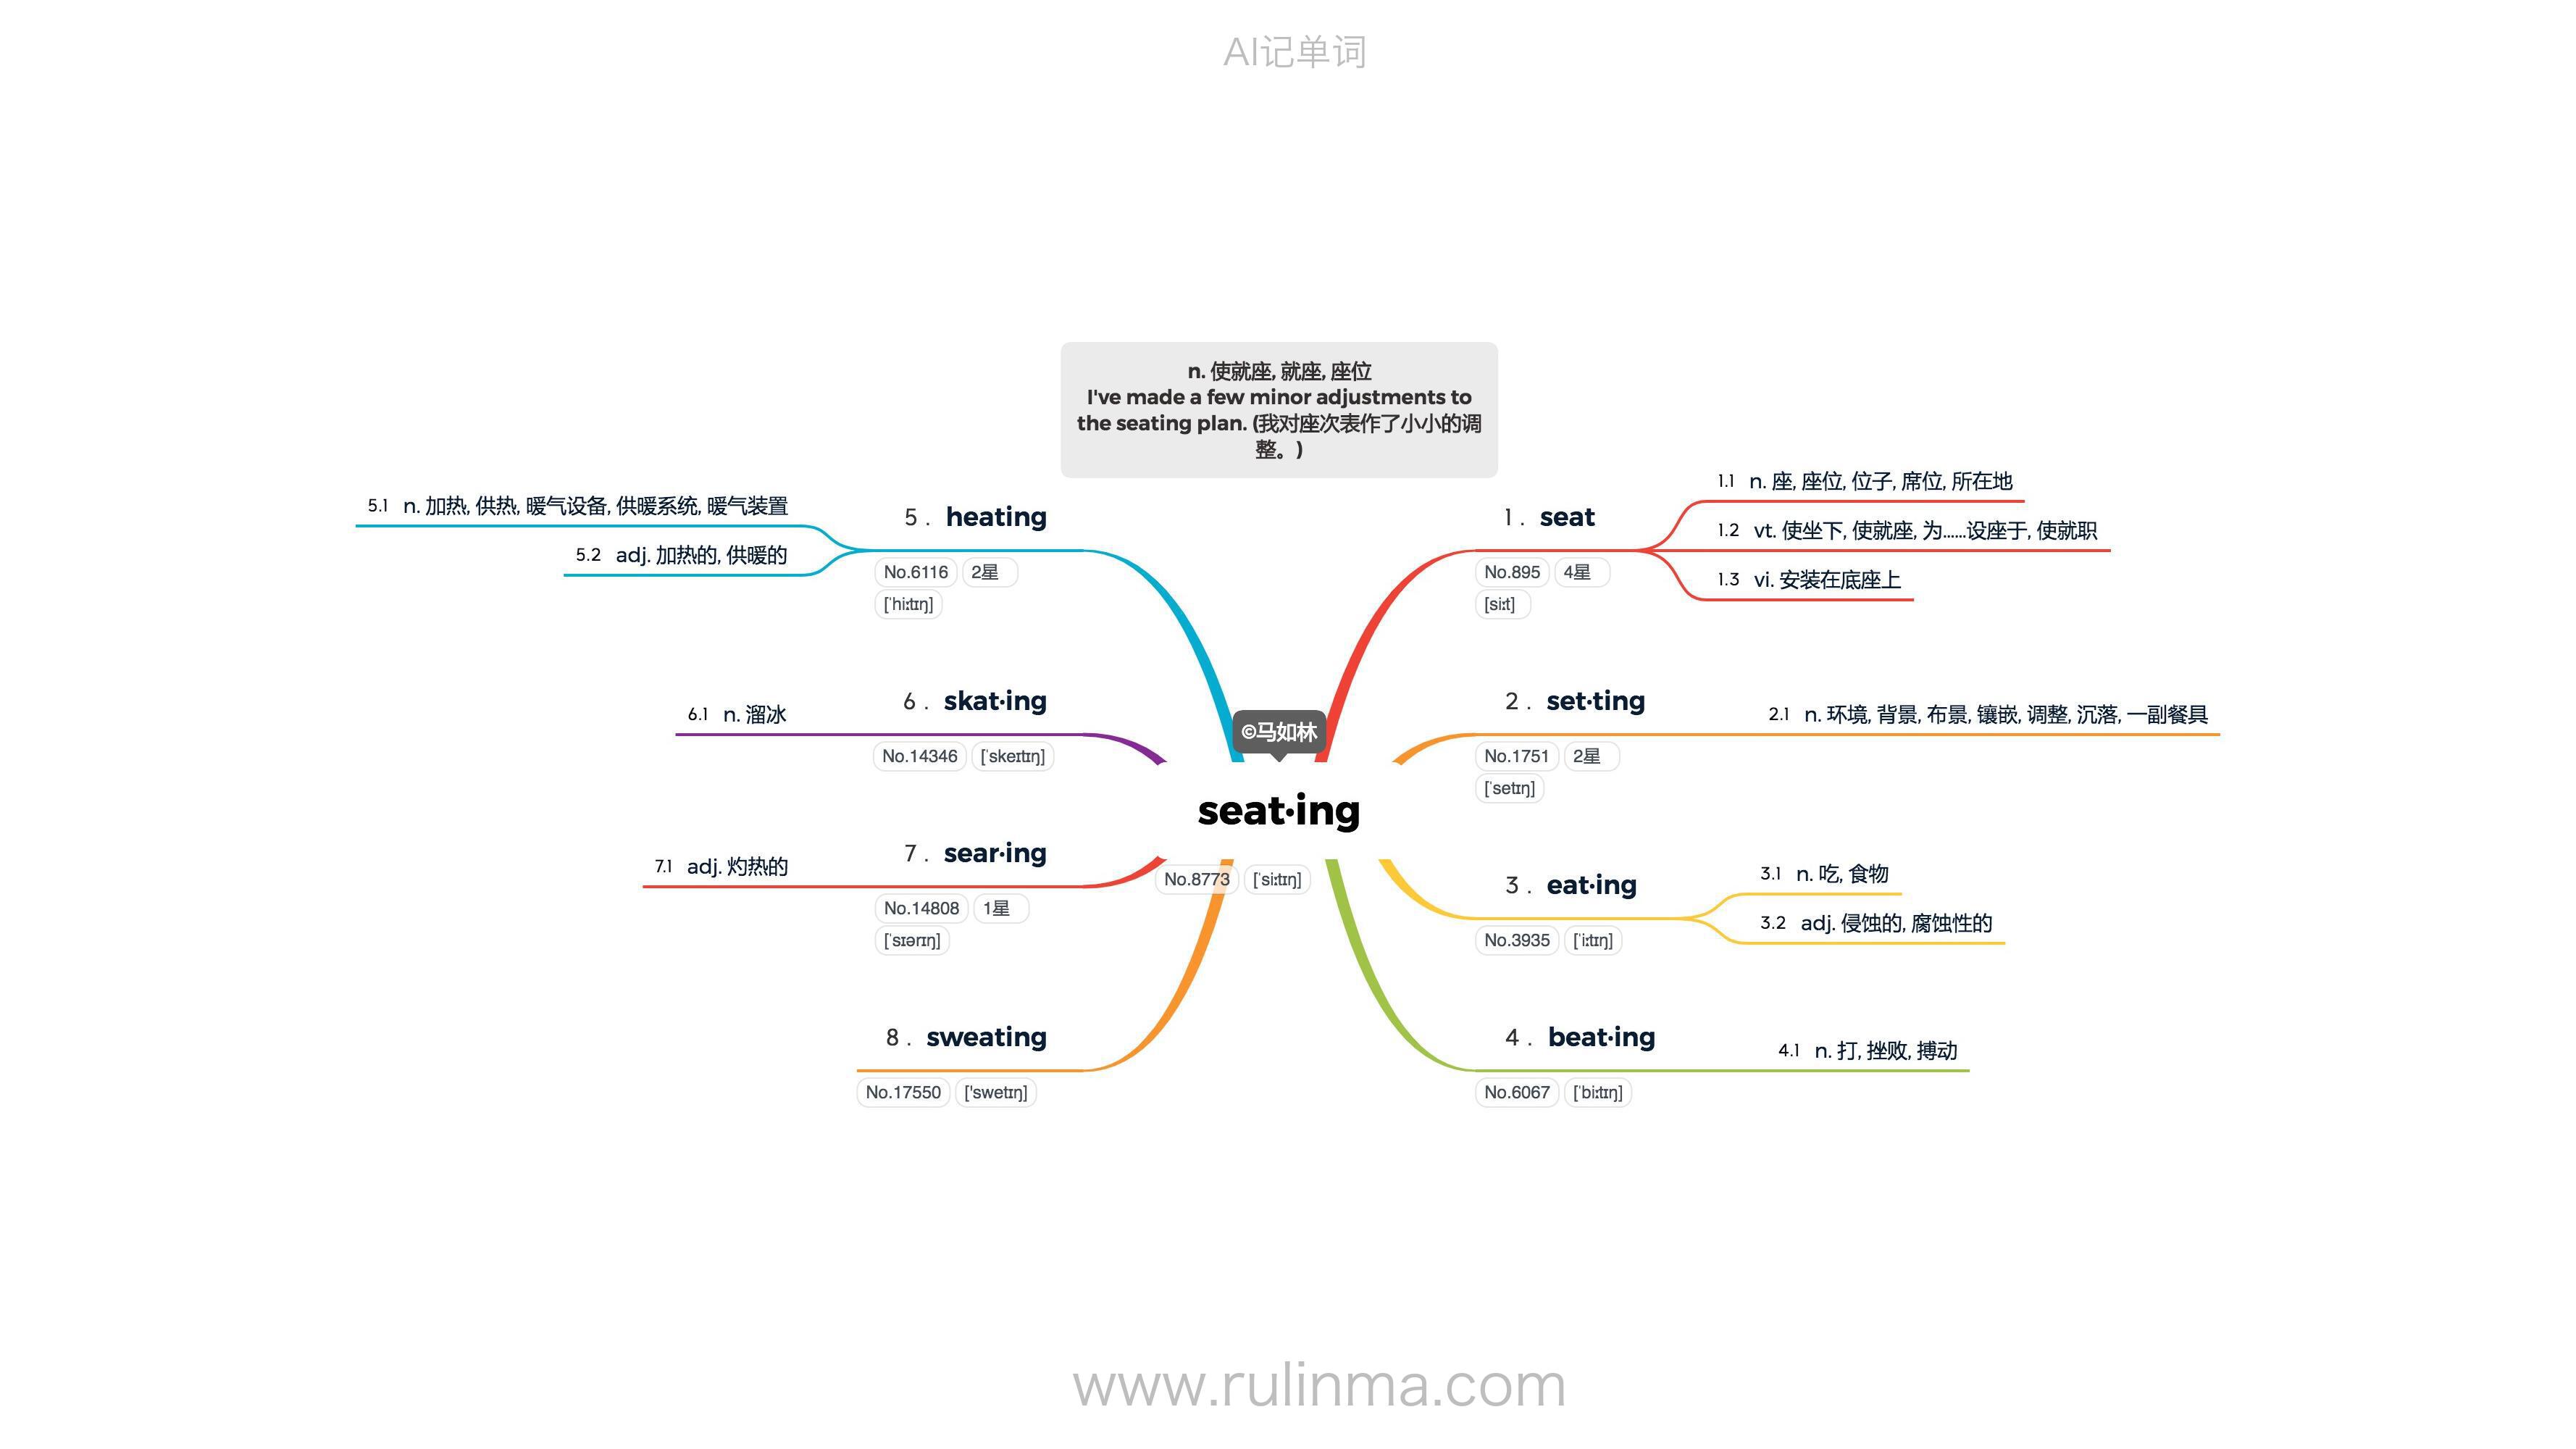 AI记单词
n. 使就座, 就座, 座位
I've made a few minor adjustments to
the seating plan. (我对座次表作了小小的调
整。)
©马如林
seat·ing
No.8773 [ˈsiːtɪŋ]
1 . seat
No.895 4星
[siːt]
1.1 n. 座, 座位, 位子, 席位, 所在地
1.2 vt. 使坐下, 使就座, 为……设座于, 使就职
1.3 vi. 安装在底座上
2 . set·ting
No.1751 2星
[ˈsetɪŋ]
2.1 n. 环境, 背景, 布景, 镶嵌, 调整, 沉落, 一副餐具
3 . eat·ing
No.3935 [ˈiːtɪŋ]
3.1 n. 吃, 食物
3.2 adj. 侵蚀的, 腐蚀性的
4 . beat·ing
No.6067 [ˈbiːtɪŋ]
4.1 n. 打, 挫败, 搏动
5 . heating
No.6116 2星
[ˈhiːtɪŋ]
5.1 n. 加热, 供热, 暖气设备, 供暖系统, 暖气装置
5.2 adj. 加热的, 供暖的
6 . skat·ing
No.14346 [ˈskeɪtɪŋ]
6.1 n. 溜冰
7 . sear·ing
No.14808 1星
[ˈsɪərɪŋ]
7.1 adj. 灼热的
8 . sweating
No.17550 ['swetɪŋ]
www.rulinma.com